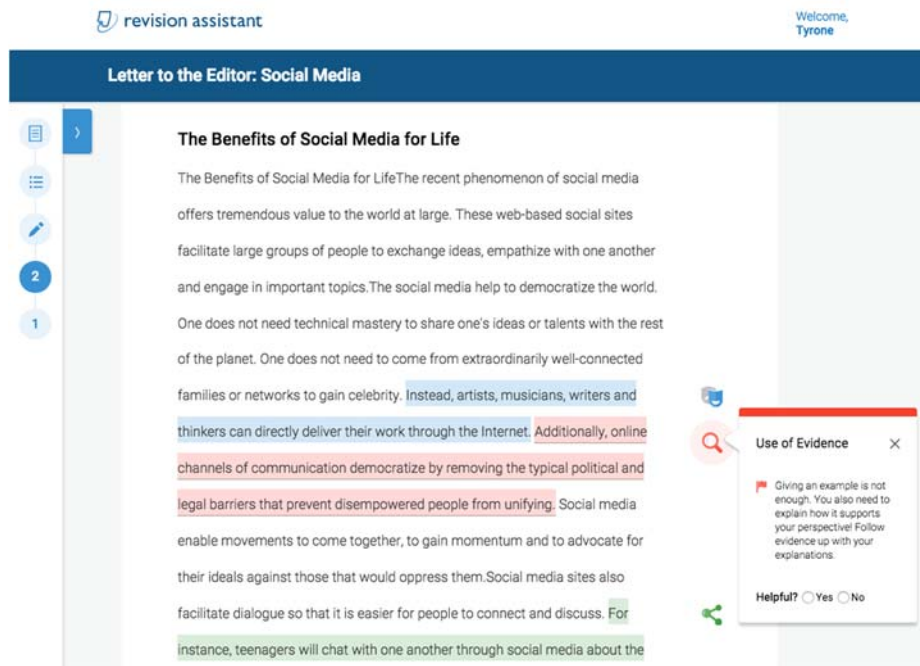 revision assistant
Welcome,
Tyrone
Letter to the Editor: Social Media
2
1
The Benefits of Social Media for Life
The Benefits of Social Media for LifeThe recent phenomenon of social media
offers tremendous value to the world at large. These web-based social sites
facilitate large groups of people to exchange ideas, empathize with one another
and engage in important topics.The social media help to democratize the world.
One does not need technical mastery to share one's ideas or talents with the rest
of the planet. One does not need to come from extraordinarily well-connected
families or networks to gain celebrity. Instead, artists, musicians, writers and
thinkers can directly deliver their work through the Internet. Additionally, online
channels of communication democratize by removing the typical political and
legal barriers that prevent disempowered people from unifying. Social media
enable movements to come together, to gain momentum and to advocate for
their ideals against those that would oppress them.Social media sites also
facilitate dialogue so that it is easier for people to connect and discuss. For
instance, teenagers will chat with one another through social media about the
Use of Evidence
Giving an example is not
enough. You also need to
explain how it supports
your perspective! Follow
evidence up with your
explanations.
Helpful? Yes No